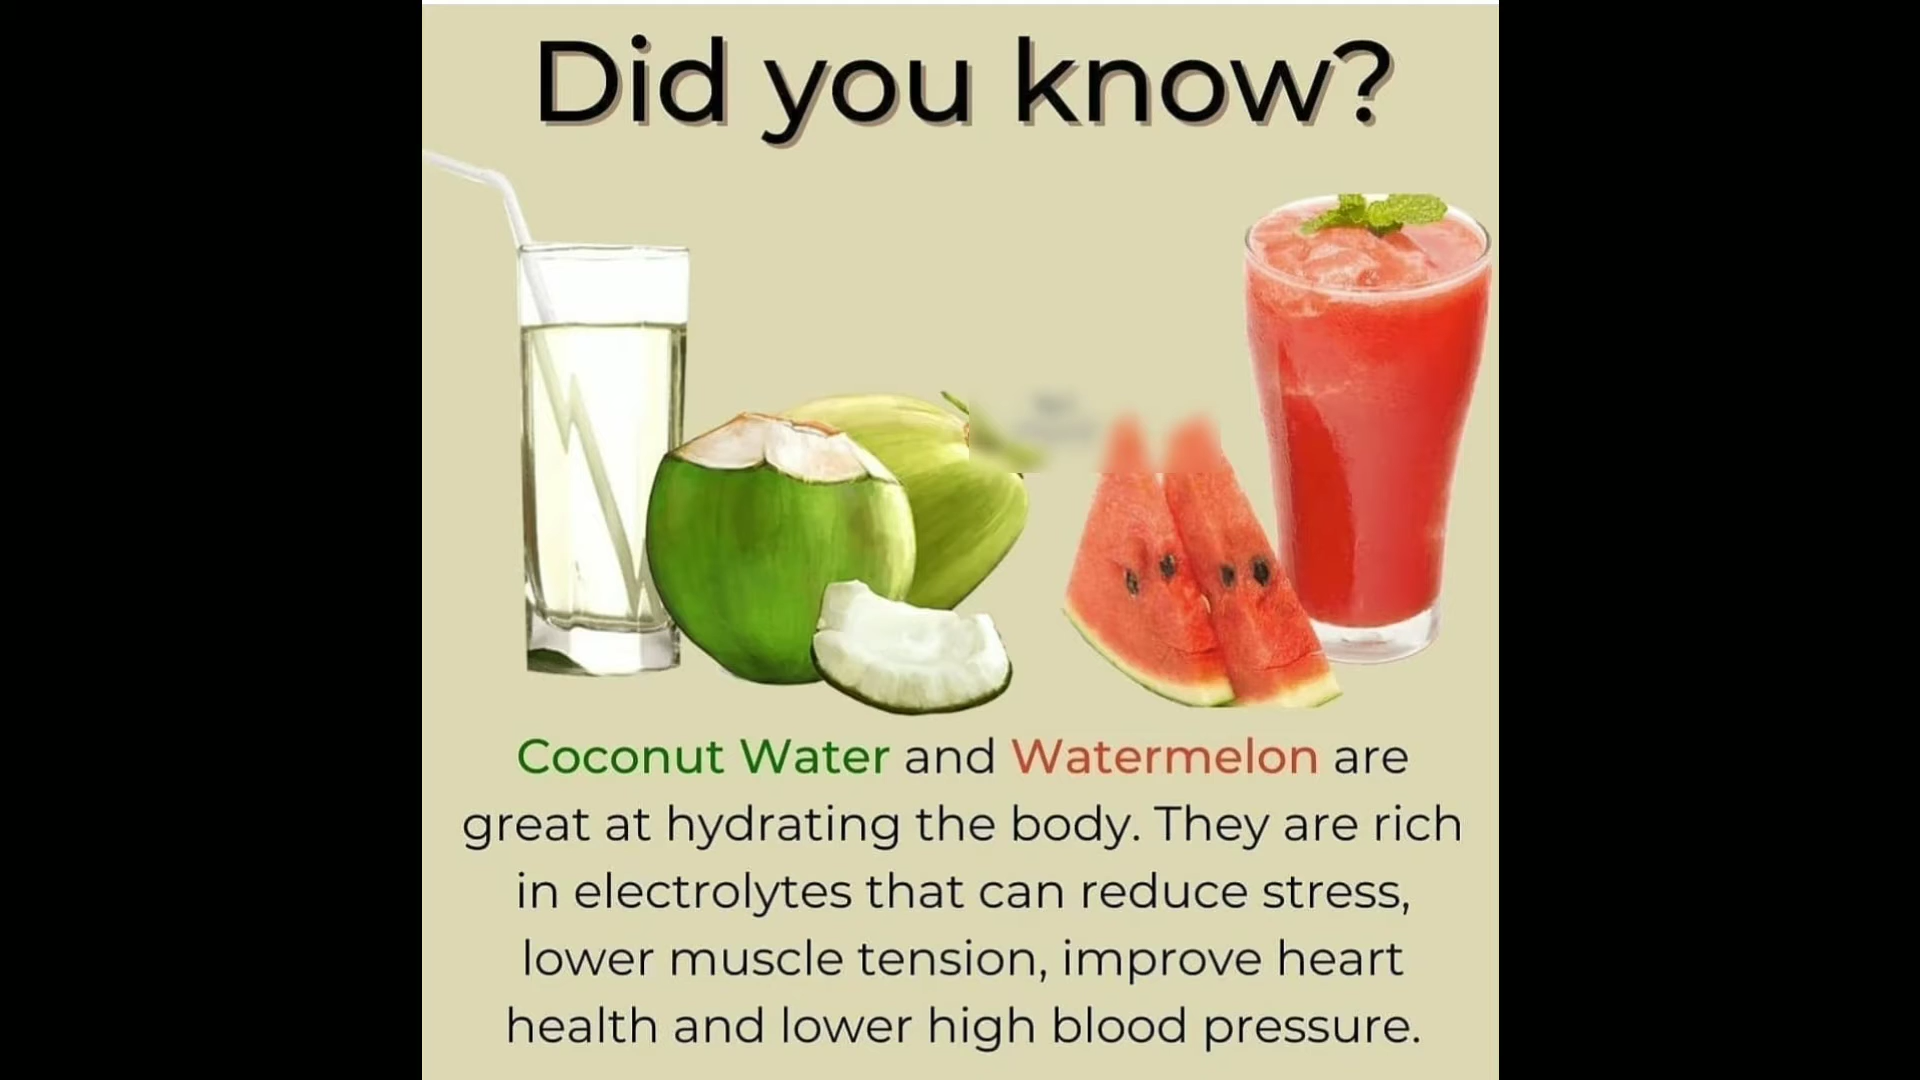 Did you know?
Coconut Water and Watermelon are
great at hydrating the body. They are rich
in electrolytes that can reduce stress,
lower muscle tension, improve heart
health and lower high blood pressure.